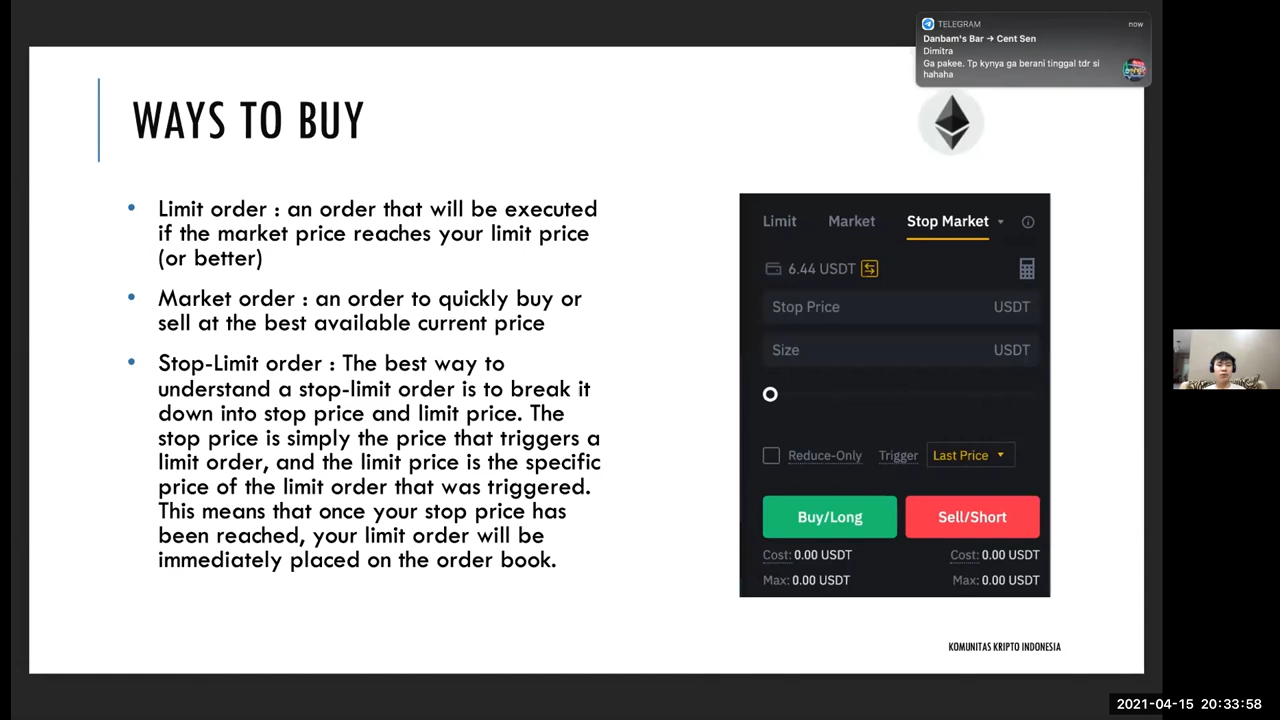 TELEGRAM
now
Danbam's Bar → Cent Sen
Dimitra
Ga pakee. Tp kynya ga berani tinggal tdr si
hahaha
WAYS TO BUY
• Limit order : an order that will be executed
if the market price reaches your limit price
(or better)
• Market order : an order to quickly buy or
sell at the best available current price
• Stop-Limit order : The best way to
understand a stop-limit order is to break it
down into stop price and limit price. The
stop price is simply the price that triggers a
limit order, and the limit price is the specific
price of the limit order that was triggered.
This means that once your stop price has
been reached, your limit order will be
immediately placed on the order book.
Limit Market Stop Market
6.44 USDT
Stop Price USDT
Size USDT
Reduce-Only Trigger Last Price
Buy/Long Sell/Short
Cost: 0.00 USDT Cost: 0.00 USDT
Max: 0.00 USDT Max: 0.00 USDT
KOMUNITAS KRIPTO INDONESIA
2021-04-15 20:33:58